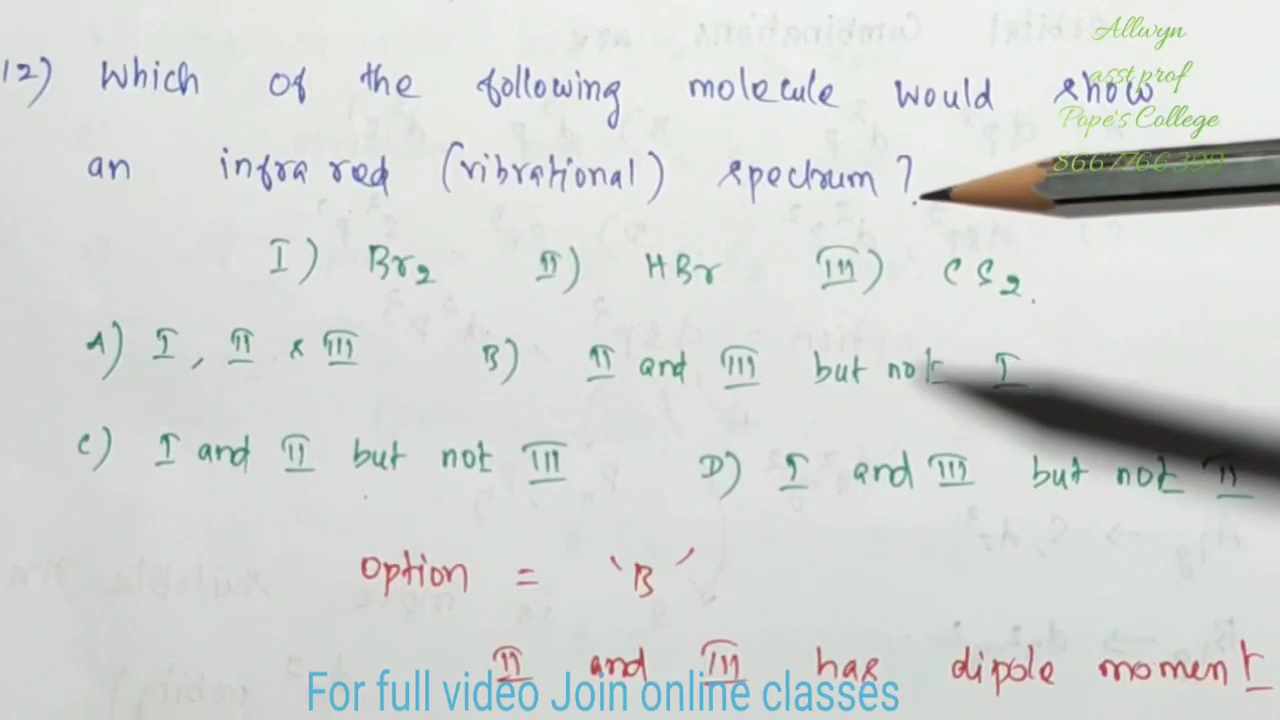 Allwyn
asst prof
Pope's College
12) Which of the following molecule would show
an infra red (vibrational) spectrum?
I) Br2 II) HBr III) CS2.
A) I, II & III B) II and III but not I
C) I and II but not III D) I and III but not II
Option = 'B'
II and III has dipole moment
For full video Join online classes